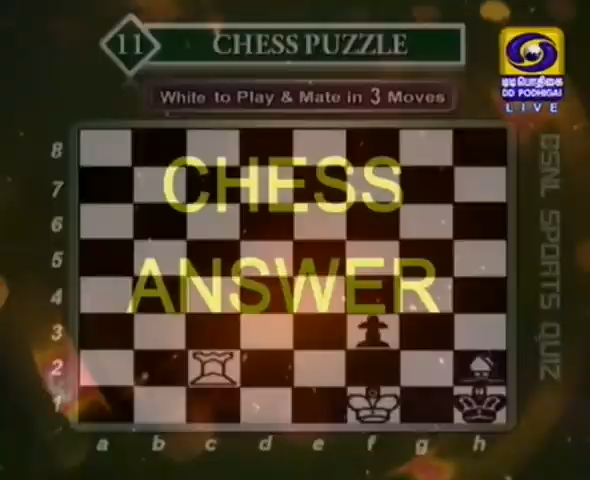 11 CHESS PUZZLE
White to Play & Mate in 3 Moves
டிடி பொதிகை
DD PODHIGAI
LIVE
CHESS
ANSWER
BSNL SPORTS QUIZ
8
7
6
5
4
3
2
1
a b c d e f g h